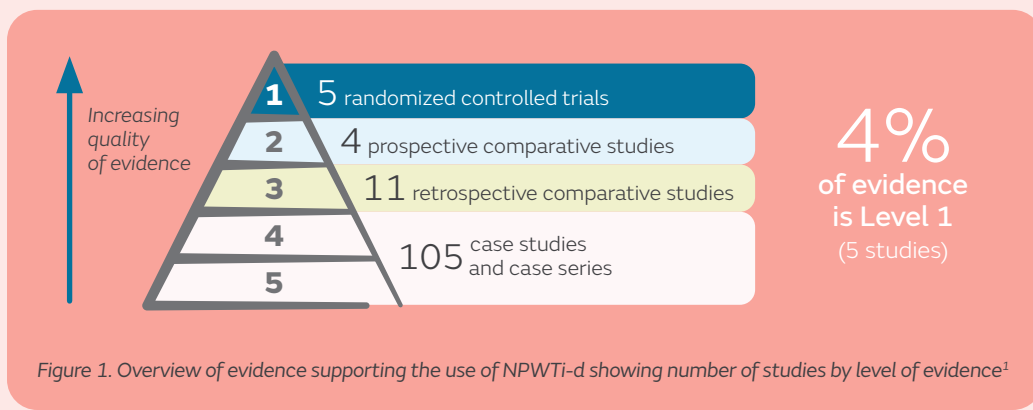 Increasing
quality
of evidence
1
5 randomized controlled trials
2
4 prospective comparative studies
3
11 retrospective comparative studies
4
5
105 case studies
and case series
4%
of evidence
is Level 1
(5 studies)
Figure 1. Overview of evidence supporting the use of NPWTi-d showing number of studies by level of evidence¹